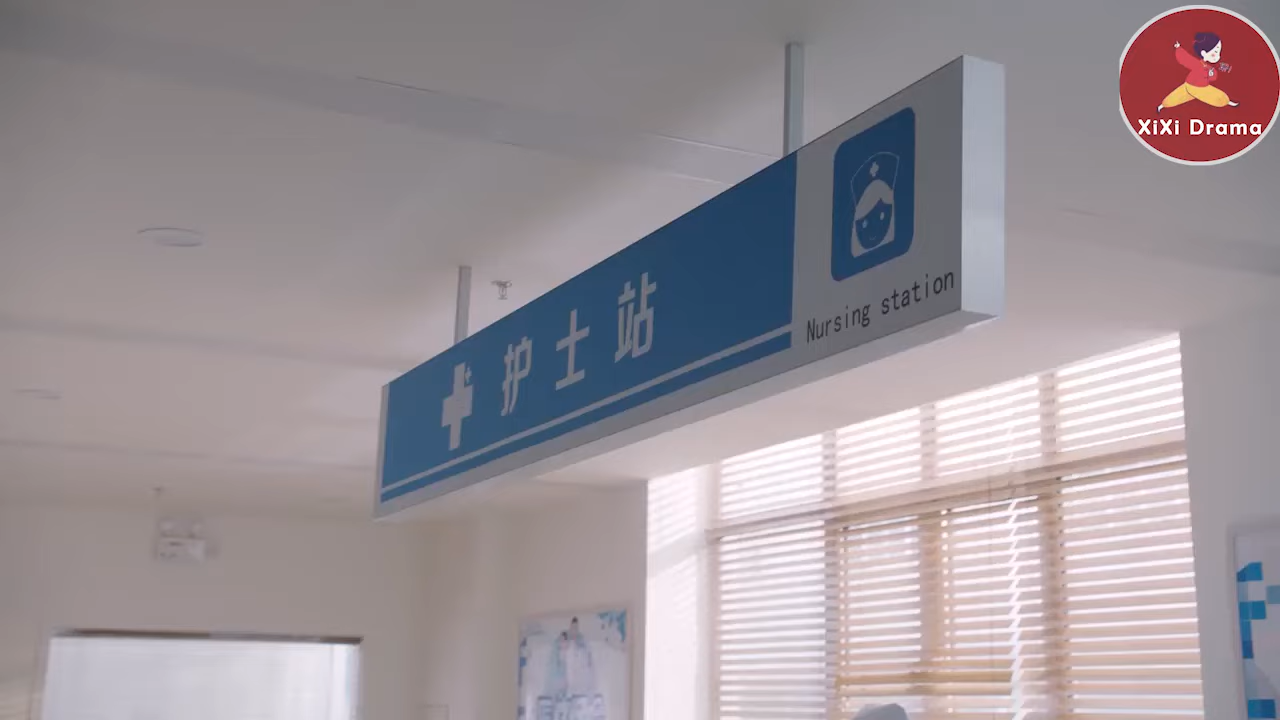 护士站
Nursing station
XiXi Drama